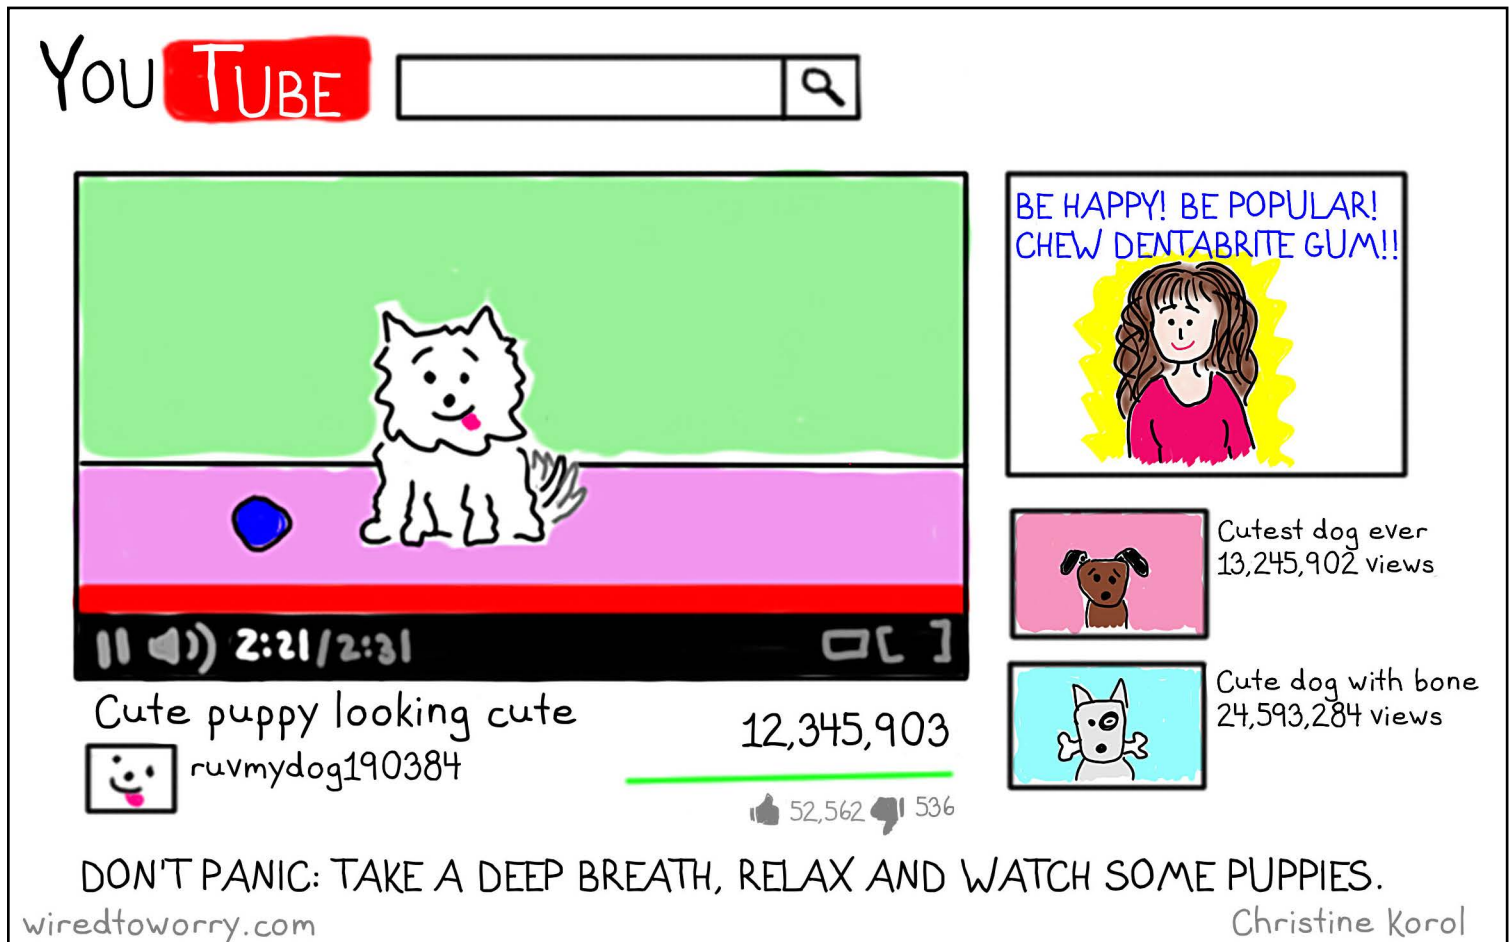 YOU TUBE
BE HAPPY! BE POPULAR!
CHEW DENTABRITE GUM!!
2:21/2:31
Cute puppy looking cute
ruvmydog190384
12,345,903
52,562 536
Cutest dog ever
13,245,902 views
Cute dog with bone
24,593,284 views
DON'T PANIC: TAKE A DEEP BREATH, RELAX AND WATCH SOME PUPPIES.
wiredtoworry.com
Christine Korol